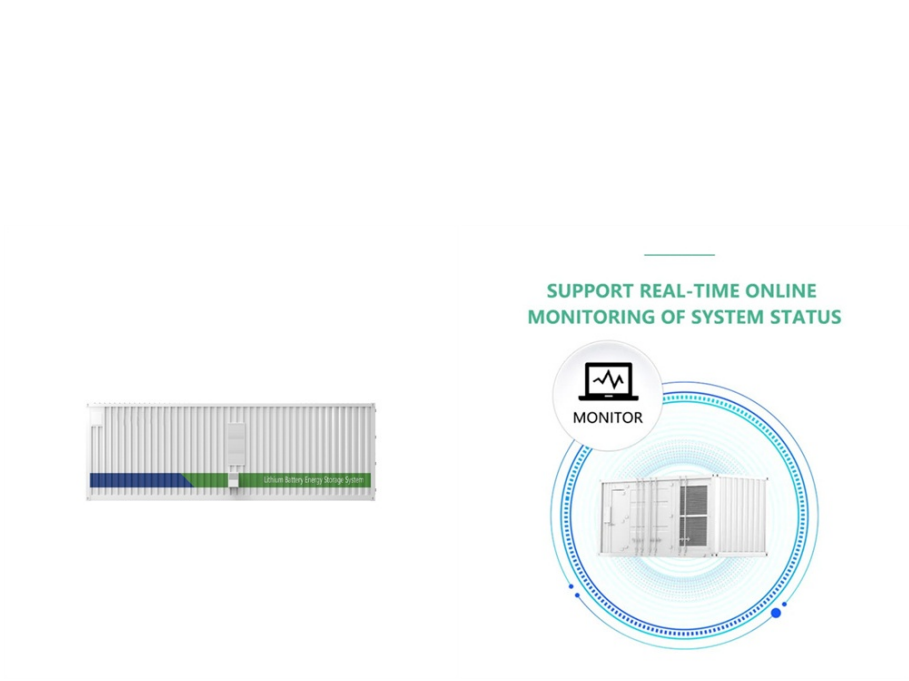 SUPPORT REAL-TIME ONLINE
MONITORING OF SYSTEM STATUS
MONITOR
Lithium Battery Energy Storage System